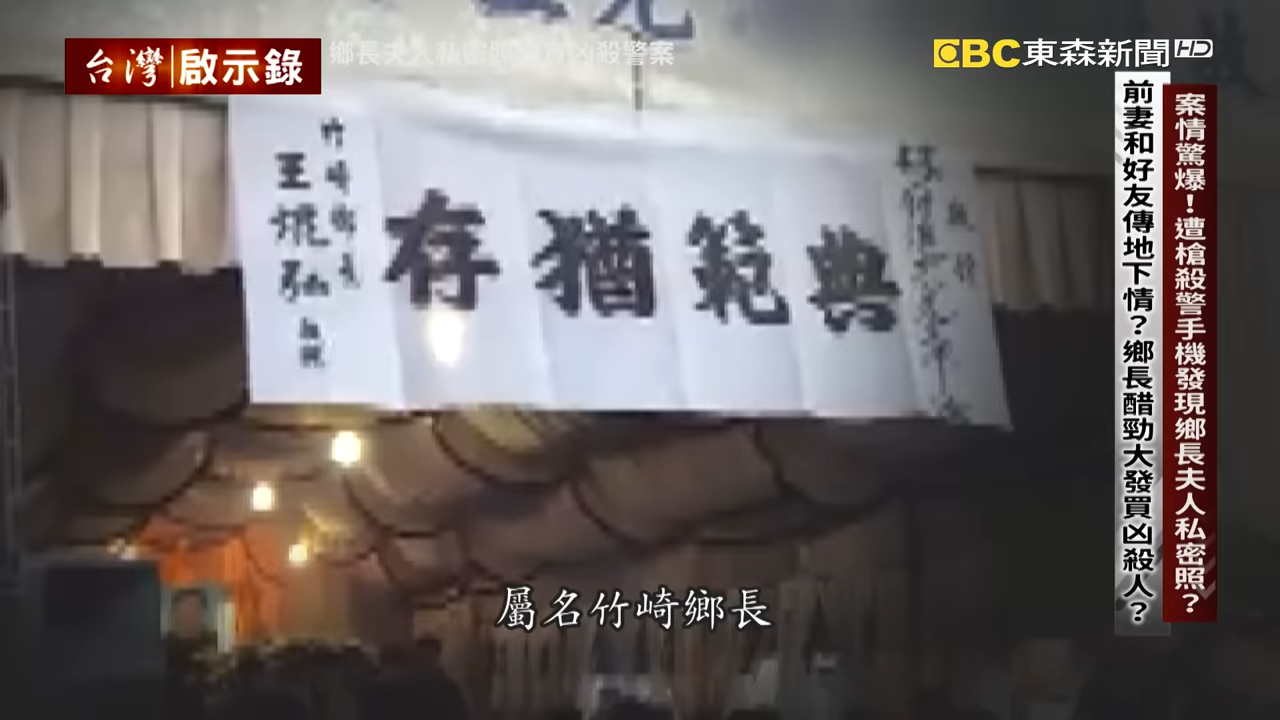 台灣啟示錄
EBC東森新聞HD
案情驚爆!遭槍殺警手機發現鄉長夫人私密照?
前妻和好友傳地下情?鄉長醋勁大發買凶殺人?
典範猶存
竹崎鄉長
王焜弘
屬名竹崎鄉長